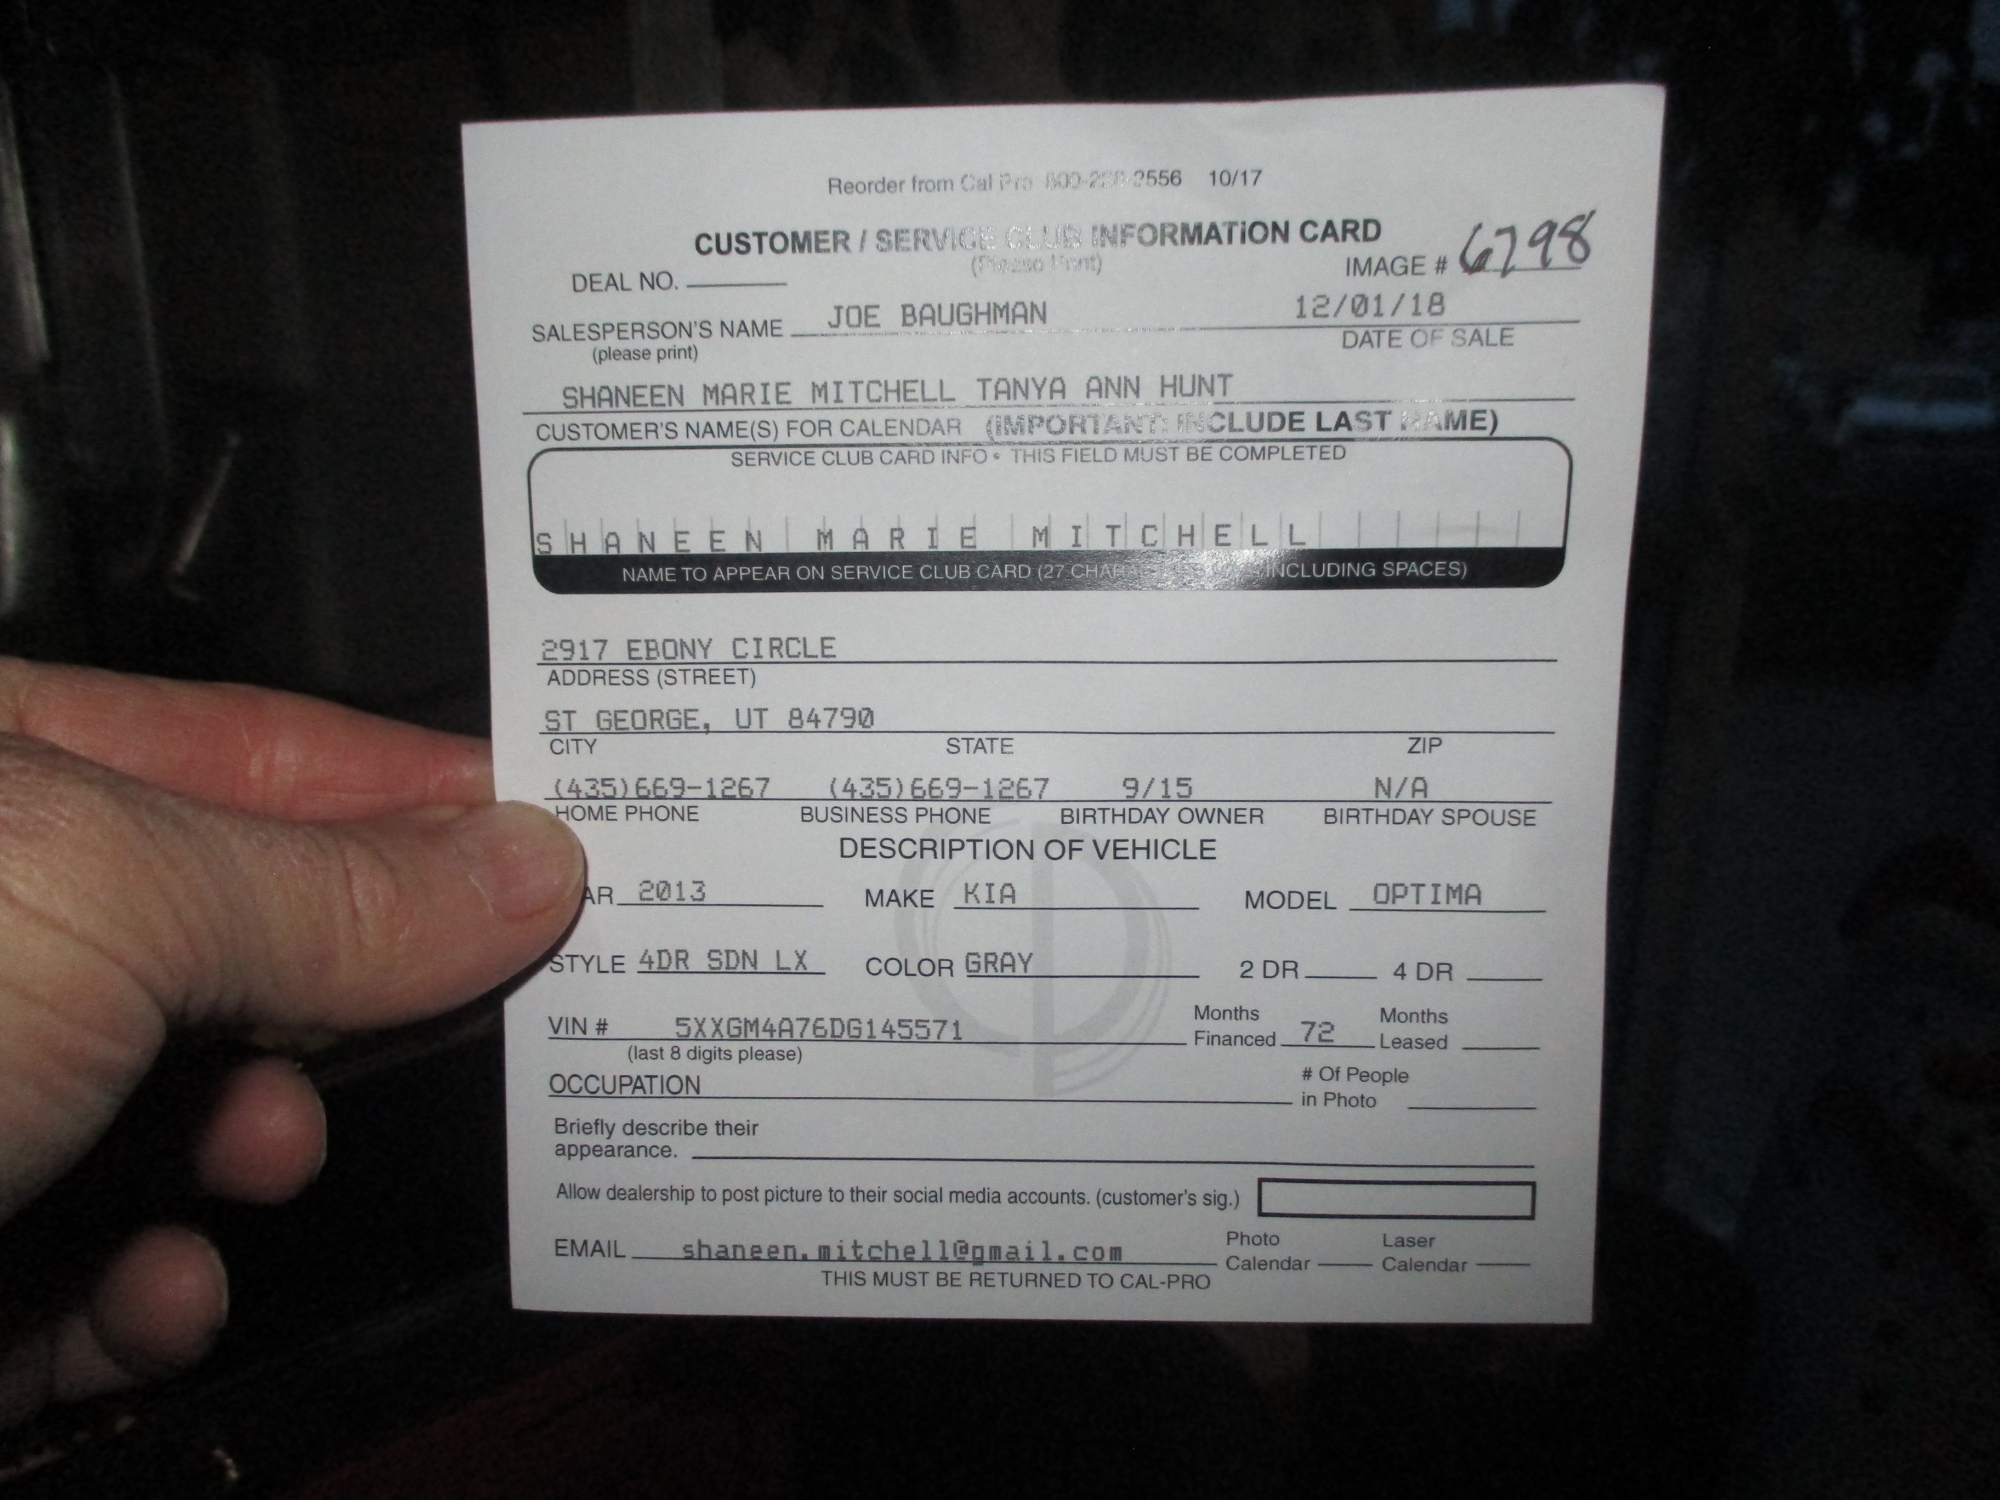 Reorder from Cal Pro 2556 10/17
CUSTOMER / SERVICE CLUB INFORMATION CARD
(Please Print)
DEAL NO. IMAGE # 6798
SALESPERSON'S NAME JOE BAUGHMAN 12/01/18
(please print) DATE OF SALE
SHANEEN MARIE MITCHELL TANYA ANN HUNT
CUSTOMER'S NAME(S) FOR CALENDAR (IMPORTANT: INCLUDE LAST NAME)
SERVICE CLUB CARD INFO • THIS FIELD MUST BE COMPLETED
SHANEEN MARIE MITCHELL
NAME TO APPEAR ON SERVICE CLUB CARD (27 INCLUDING SPACES)
2917 EBONY CIRCLE
ADDRESS (STREET)
ST GEORGE, UT 84790
CITY STATE ZIP
(435)669-1267 (435)669-1267 9/15 N/A
HOME PHONE BUSINESS PHONE BIRTHDAY OWNER BIRTHDAY SPOUSE
DESCRIPTION OF VEHICLE
AR 2013 MAKE KIA MODEL OPTIMA
STYLE 4DR SDN LX COLOR GRAY 2 DR 4 DR
VIN # 5XXGM4A76DG145571 Months Financed 72 Months Leased
(last 8 digits please)
OCCUPATION # Of People in Photo
Briefly describe their
appearance.
Allow dealership to post picture to their social media accounts. (customer's sig.)
EMAIL shaneen.mitchell@gmail.com Photo Calendar Laser Calendar
THIS MUST BE RETURNED TO CAL-PRO